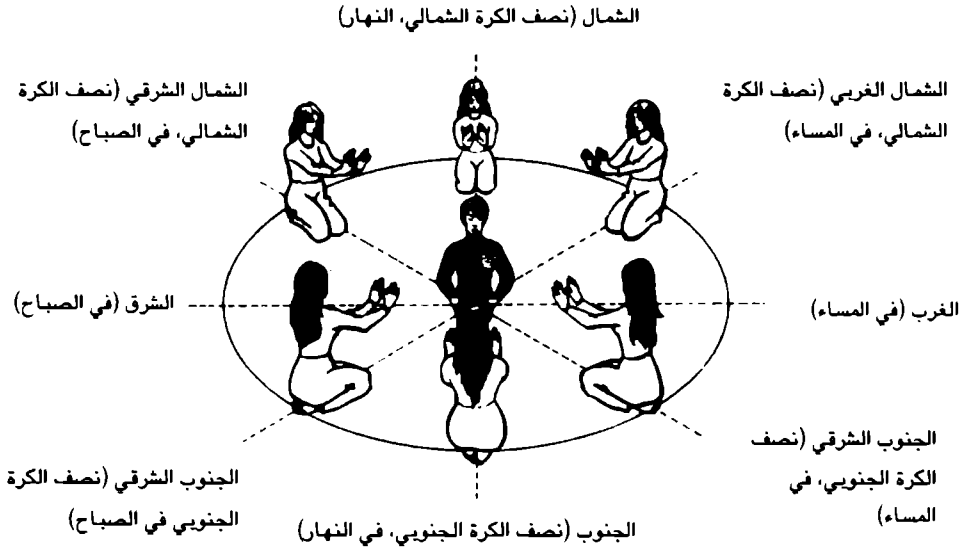 الشمال (نصف الكرة الشمالي، النهار)
الشمال الغربي (نصف الكرة
الشمالي، في المساء)
الشمال الشرقي (نصف الكرة
الشمالي، في الصباح)
الغرب (في المساء)
الشرق (في الصباح)
الجنوب الشرقي (نصف
الكرة الجنوبي، في
المساء)
الجنوب الشرقي (نصف الكرة
الجنوبي في الصباح)
الجنوب (نصف الكرة الجنوبي، في النهار)